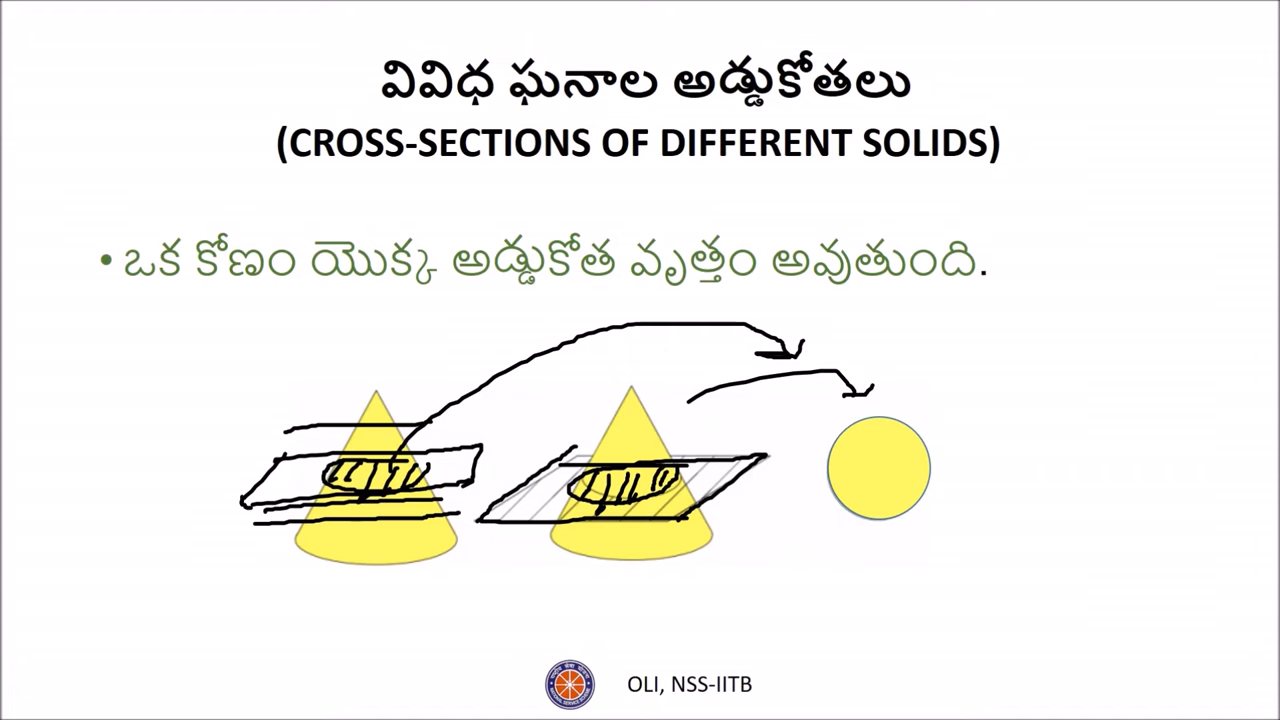 వివిధ ఘనాల అడ్డుకోతలు
(CROSS-SECTIONS OF DIFFERENT SOLIDS)
• ఒక కోణం యొక్క అడ్డుకోత వృత్తం అవుతుంది.
OLI, NSS-IITB